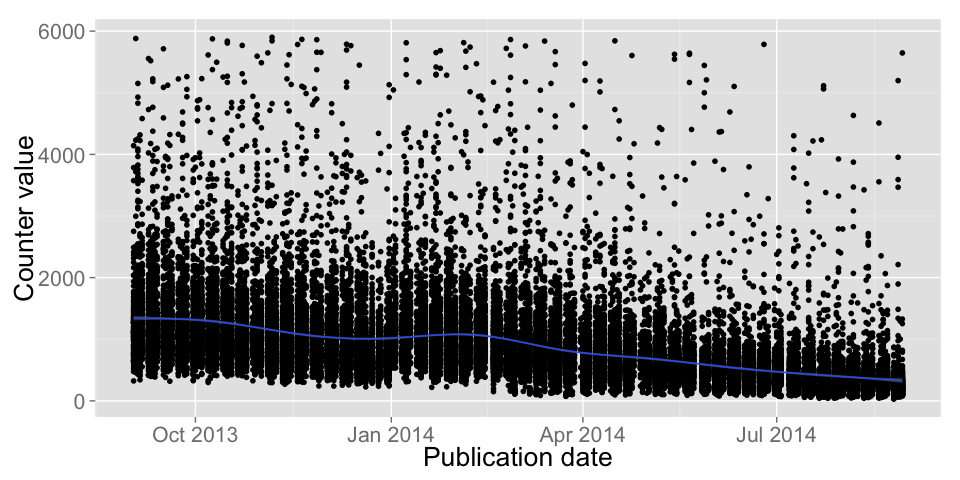 6000
4000
2000
0
Counter value
Oct 2013
Jan 2014
Apr 2014
Jul 2014
Publication date